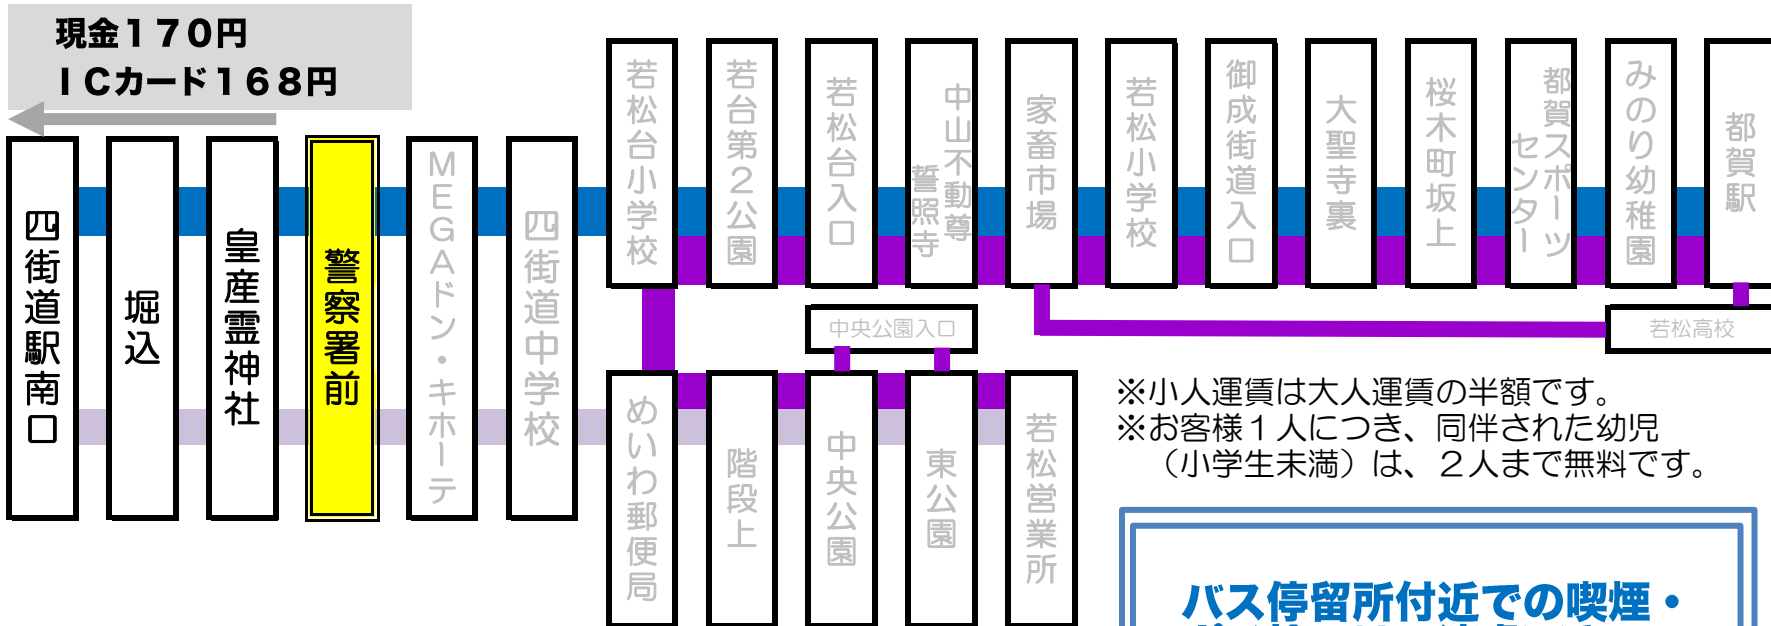 現金１７０円
ＩＣカード１６８円
四街道駅南口
堀込
皇産霊神社
警察署前
ＭＥＧＡドン・キホーテ
四街道中学校
若松台小学校
若台第２公園
若松台入口
中山不動尊
誓照寺
家畜市場
若松小学校
御成街道入口
大聖寺裏
桜木町坂上
都賀スポーツ
センター
みのり幼稚園
都賀駅
中央公園入口
若松高校
めいわ郵便局
階段上
中央公園
東公園
若松営業所
※小人運賃は大人運賃の半額です。
※お客様１人につき、同伴された幼児
（小学生未満）は、２人まで無料です。
バス停留所付近での喫煙・